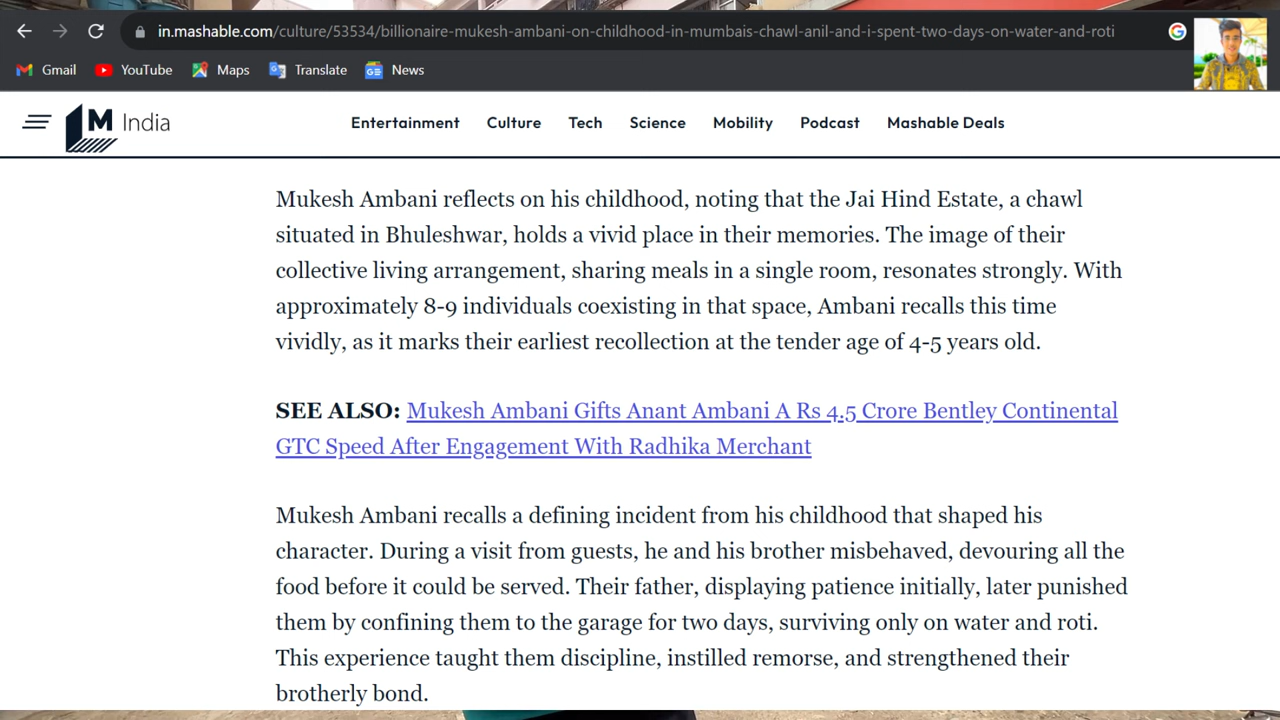 in.mashable.com/culture/53534/billionaire-mukesh-ambani-on-childhood-in-mumbais-chawl-anil-and-i-spent-two-days-on-water-and-roti
Gmail YouTube Maps Translate News
M India Entertainment Culture Tech Science Mobility Podcast Mashable Deals
Mukesh Ambani reflects on his childhood, noting that the Jai Hind Estate, a chawl
situated in Bhuleshwar, holds a vivid place in their memories. The image of their
collective living arrangement, sharing meals in a single room, resonates strongly. With
approximately 8-9 individuals coexisting in that space, Ambani recalls this time
vividly, as it marks their earliest recollection at the tender age of 4-5 years old.
SEE ALSO: Mukesh Ambani Gifts Anant Ambani A Rs 4.5 Crore Bentley Continental
GTC Speed After Engagement With Radhika Merchant
Mukesh Ambani recalls a defining incident from his childhood that shaped his
character. During a visit from guests, he and his brother misbehaved, devouring all the
food before it could be served. Their father, displaying patience initially, later punished
them by confining them to the garage for two days, surviving only on water and roti.
This experience taught them discipline, instilled remorse, and strengthened their
brotherly bond.